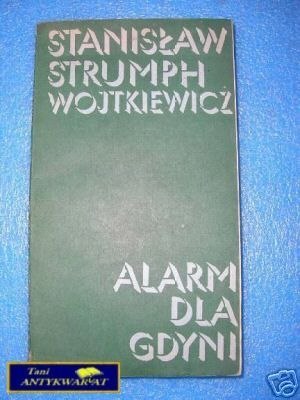 STANISŁAW
STRUMPH
WOJTKIEWICZ
ALARM
DLA
GDYNI
Tani
ANTYKWARIAT